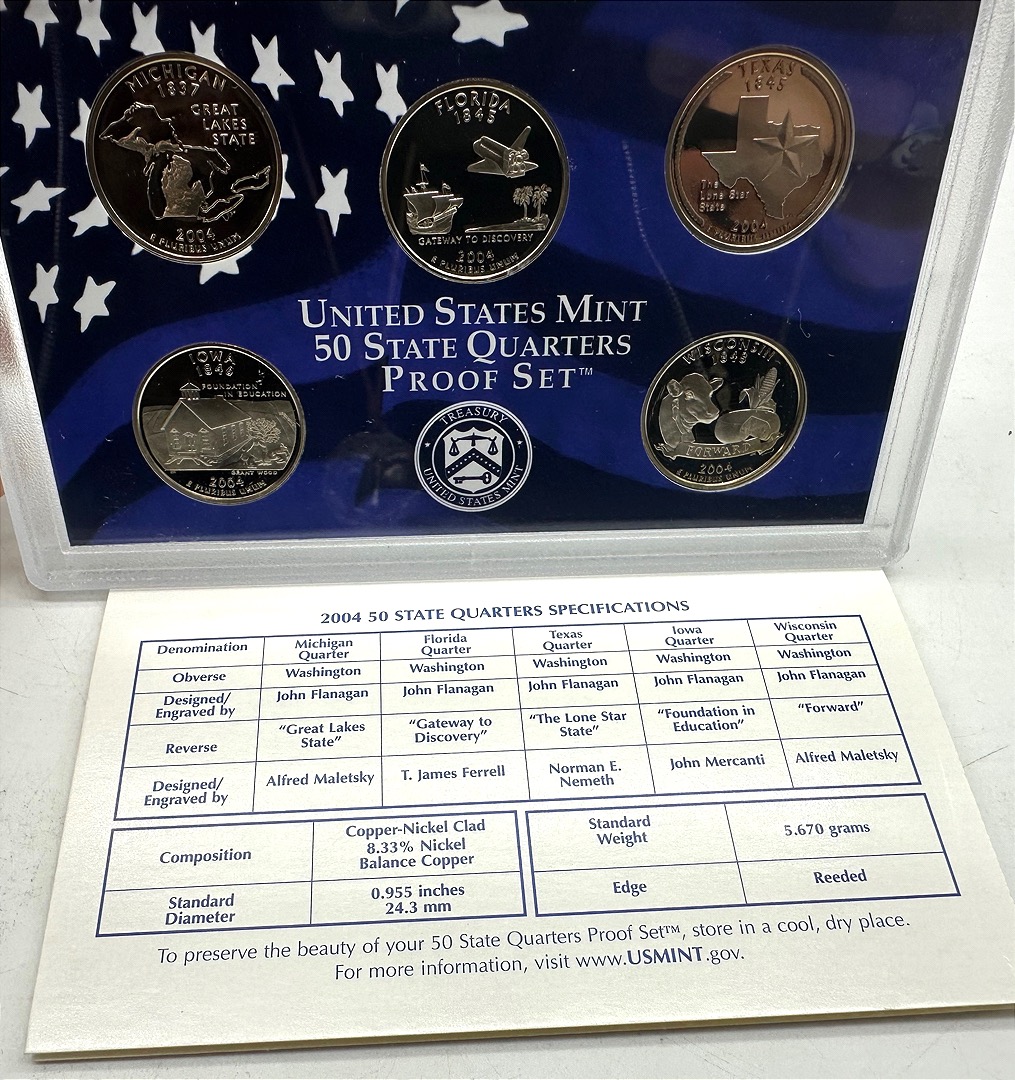 MICHIGAN
1837
GREAT
LAKES
STATE
2004
E PLURIBUS UNUM
FLORIDA
1845
GATEWAY TO DISCOVERY
2004
E PLURIBUS UNUM
TEXAS
1845
The
Lone Star
State
2004
E PLURIBUS UNUM
UNITED STATES MINT
50 STATE QUARTERS
PROOF SET™
IOWA
1846
FOUNDATION
IN EDUCATION
GRANT WOOD
2004
E PLURIBUS UNUM
TREASURY
UNITED STATES MINT
WISCONSIN
1848
FORWARD
2004
E PLURIBUS UNUM
2004 50 STATE QUARTERS SPECIFICATIONS
Denomination Michigan Quarter Florida Quarter Texas Quarter Iowa Quarter Wisconsin Quarter
Obverse Washington Washington Washington Washington Washington
Designed/ Engraved by John Flanagan John Flanagan John Flanagan John Flanagan John Flanagan
Reverse “Great Lakes State” “Gateway to Discovery” “The Lone Star State” “Foundation in Education” “Forward”
Designed/ Engraved by Alfred Maletsky T. James Ferrell Norman E. Nemeth John Mercanti Alfred Maletsky
Composition Copper-Nickel Clad 8.33% Nickel Balance Copper
Standard Weight 5.670 grams
Standard Diameter 0.955 inches 24.3 mm
Edge Reeded
To preserve the beauty of your 50 State Quarters Proof Set™, store in a cool, dry place.
For more information, visit www.USMINT.gov.